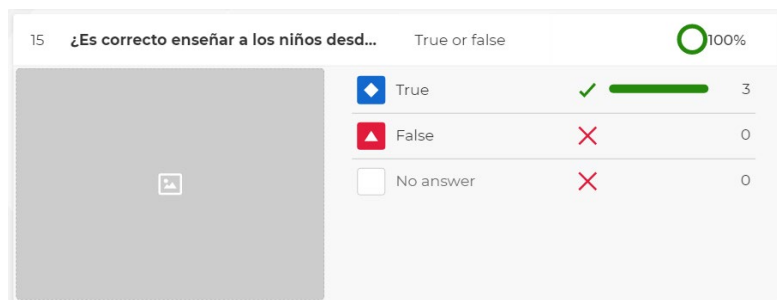 15 ¿Es correcto enseñar a los niños desd... True or false 100%
True 3
False 0
No answer 0